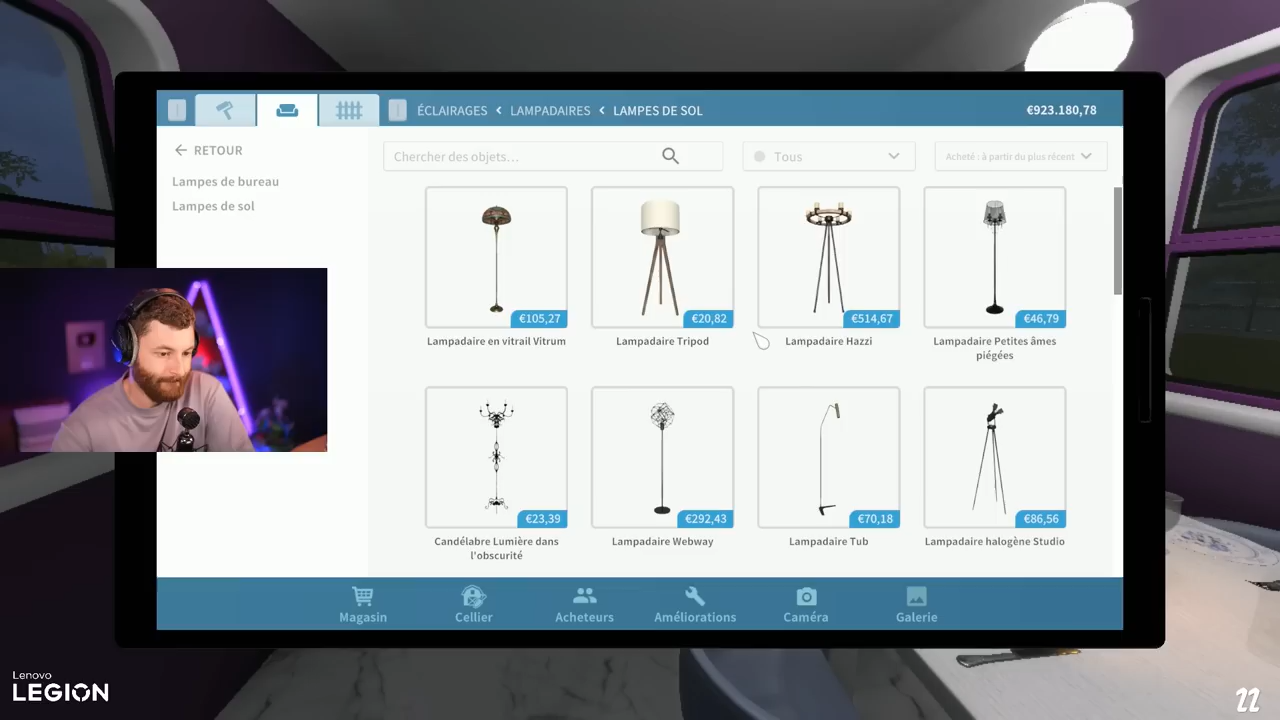 ÉCLAIRAGES < LAMPADAIRES < LAMPES DE SOL
€923.180,78
RETOUR
Lampes de bureau
Lampes de sol
Chercher des objets...
Tous
Acheté : à partir du plus récent
€105,27
€20,82
€514,67
€46,79
Lampadaire en vitrail Vitrum
Lampadaire Tripod
Lampadaire Hazzi
Lampadaire Petites âmes
piégées
€23,39
€292,43
€70,18
€86,56
Candélabre Lumière dans
l'obscurité
Lampadaire Webway
Lampadaire Tub
Lampadaire halogène Studio
Magasin
Cellier
Acheteurs
Améliorations
Caméra
Galerie
Lenovo
LEGION
22